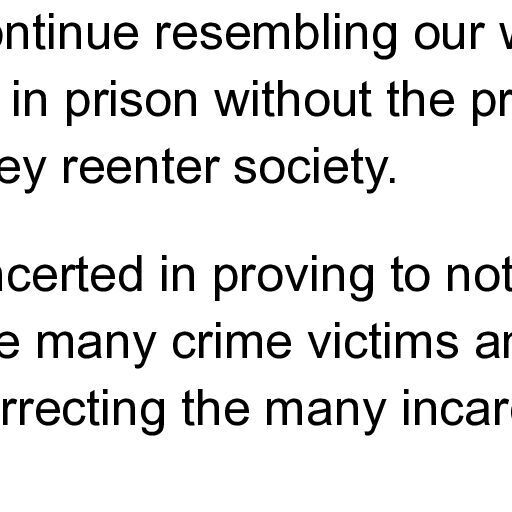 ontinue resembling our w
in prison without the pr
ey reenter society.
ncerted in proving to not
e many crime victims an
rrecting the many incar